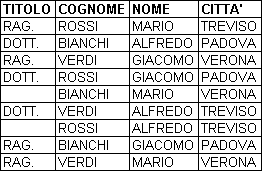 TITOLO COGNOME NOME CITTA'
RAG. ROSSI MARIO TREVISO
DOTT. BIANCHI ALFREDO PADOVA
RAG. VERDI GIACOMO VERONA
DOTT. ROSSI GIACOMO PADOVA
BIANCHI MARIO VERONA
DOTT. VERDI ALFREDO TREVISO
ROSSI ALFREDO TREVISO
RAG. BIANCHI GIACOMO PADOVA
RAG. VERDI MARIO VERONA